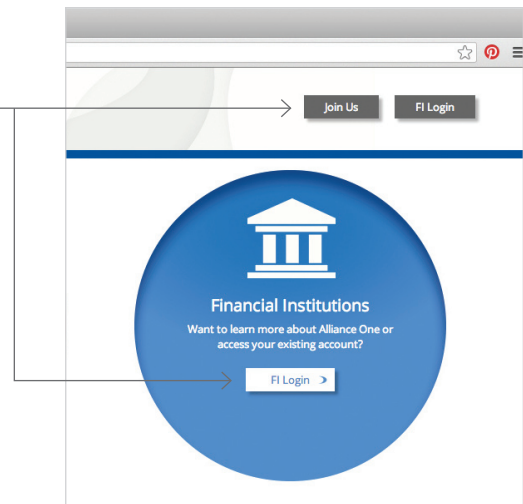 Join Us
FI Login
Financial Institutions
Want to learn more about Alliance One or
access your existing account?
FI Login